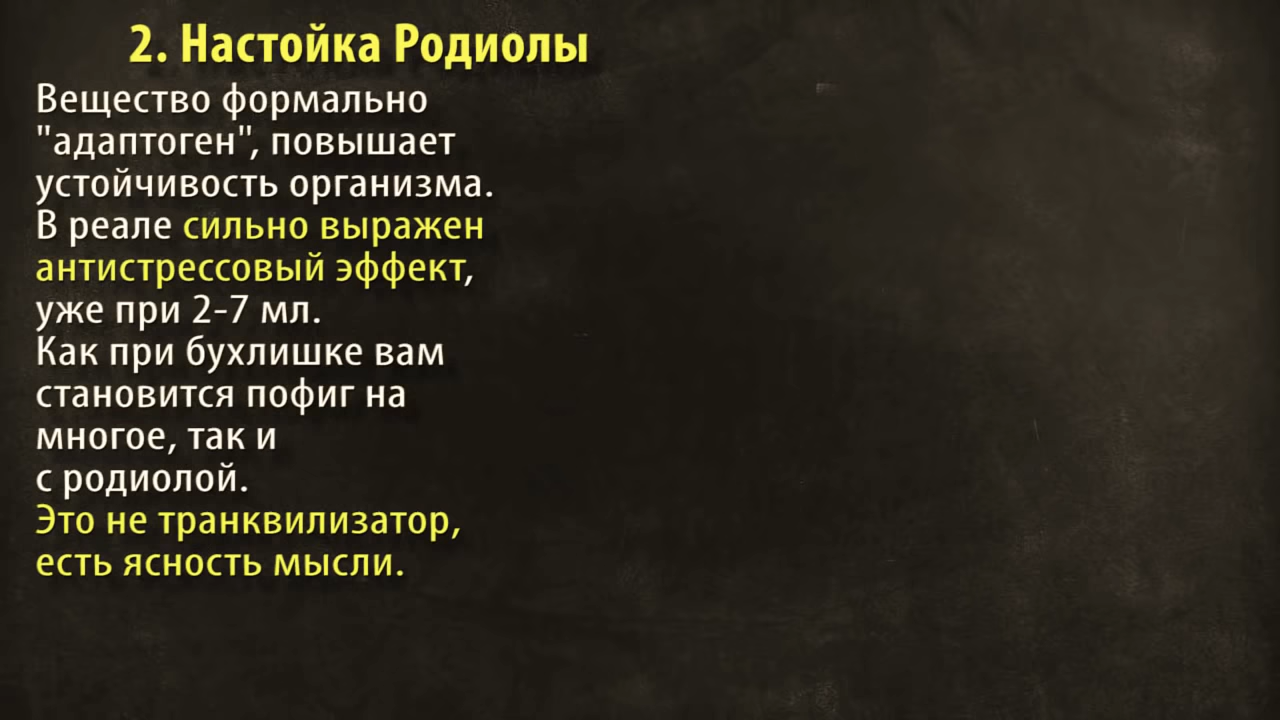 2. Настойка Родиолы
Вещество формально
"адаптоген", повышает
устойчивость организма.
В реале сильно выражен
антистрессовый эффект,
уже при 2-7 мл.
Как при бухлишке вам
становится пофиг на
многое, так и
с родиолой.
Это не транквилизатор,
есть ясность мысли.